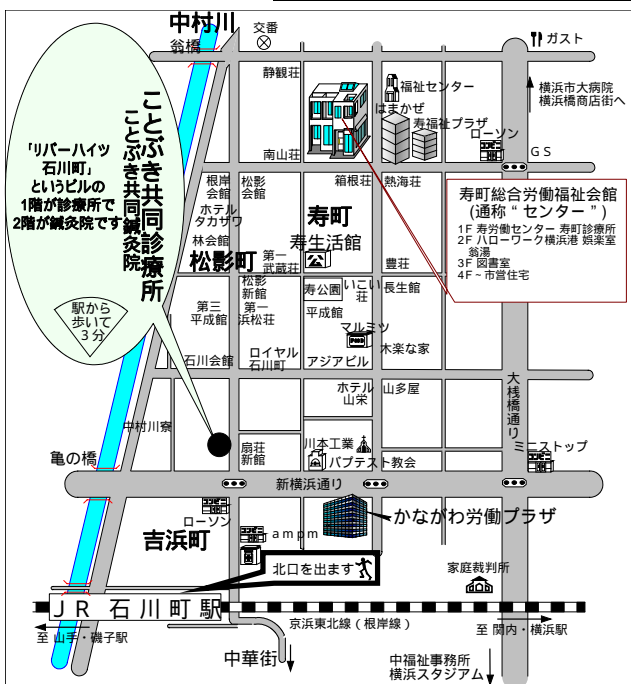 中村川
翁橋
交番
ガスト
静観荘
福祉センター
はまかぜ
寿福祉プラザ
ローソン
横浜市大病院
横浜橋商店街へ
GS
南山荘
ことぶき共同診療所
ことぶき共同鍼灸院
「リバーハイツ
石川町」
というビルの
1階が診療所で
2階が鍼灸院です
駅から
歩いて
3分
根岸
会館
松影
会館
箱根荘
熱海荘
ホテル
タカザワ
寿町
寿生活館
林会館
松影町
第一
武蔵荘
豊荘
寿町総合労働福祉会館
(通称“センター”)
1F 寿労働センター 寿町診療所
2F ハローワーク横浜港 娯楽室
翁湯
3F 図書室
4F~市営住宅
松影
新館
寿公園
いこい
荘
長生館
第三
平成館
第一
浜松荘
平成館
マルミツ
木楽な家
石川会館
ロイヤル
石川町
アジアビル
ホテル
山栄
山多屋
大桟橋通り
中村川寮
扇荘
新館
川本工業
バプテスト教会
ミニストップ
亀の橋
新横浜通り
ローソン
吉浜町
ampm
かながわ労働プラザ
北口を出ます
家庭裁判所
JR 石川町駅
京浜東北線(根岸線)
至 山手・磯子駅
至 関内・横浜駅
中華街
中福祉事務所
横浜スタジアム